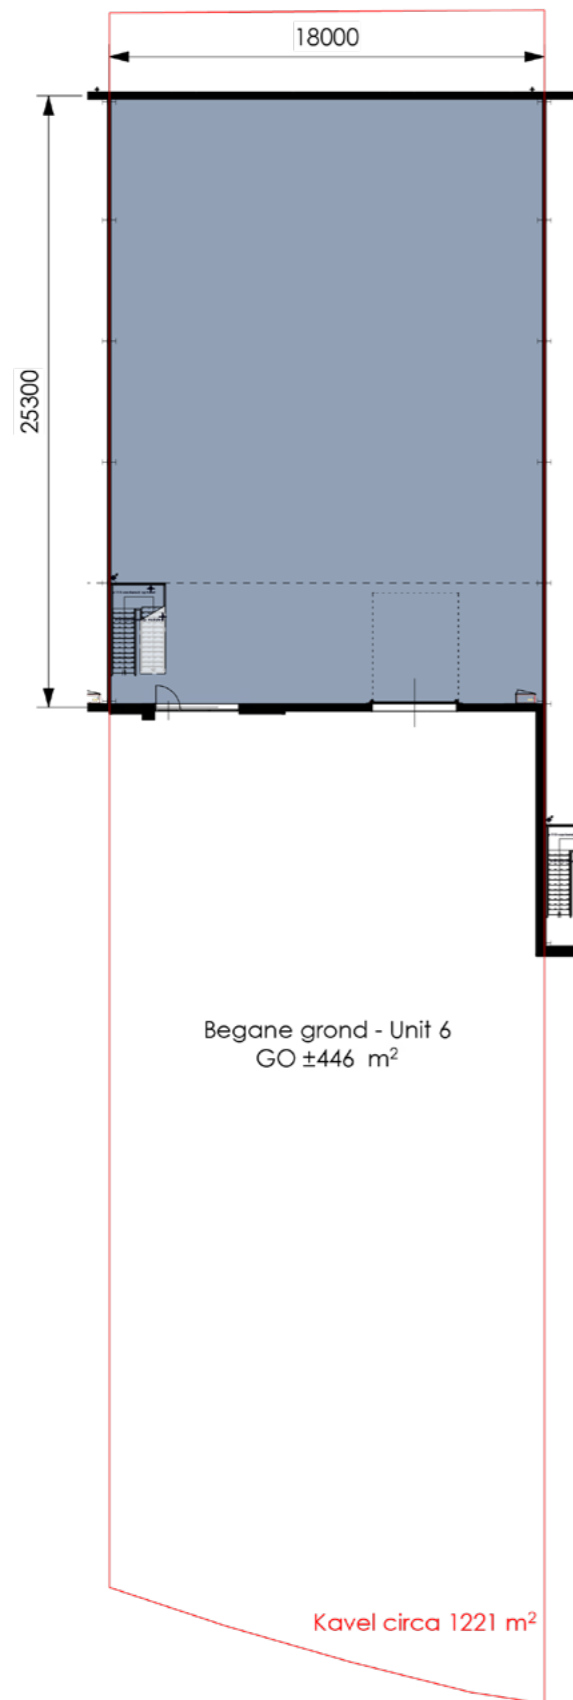 18000
25300
Begane grond - Unit 6
GO ±446 m²
Kavel circa 1221 m²